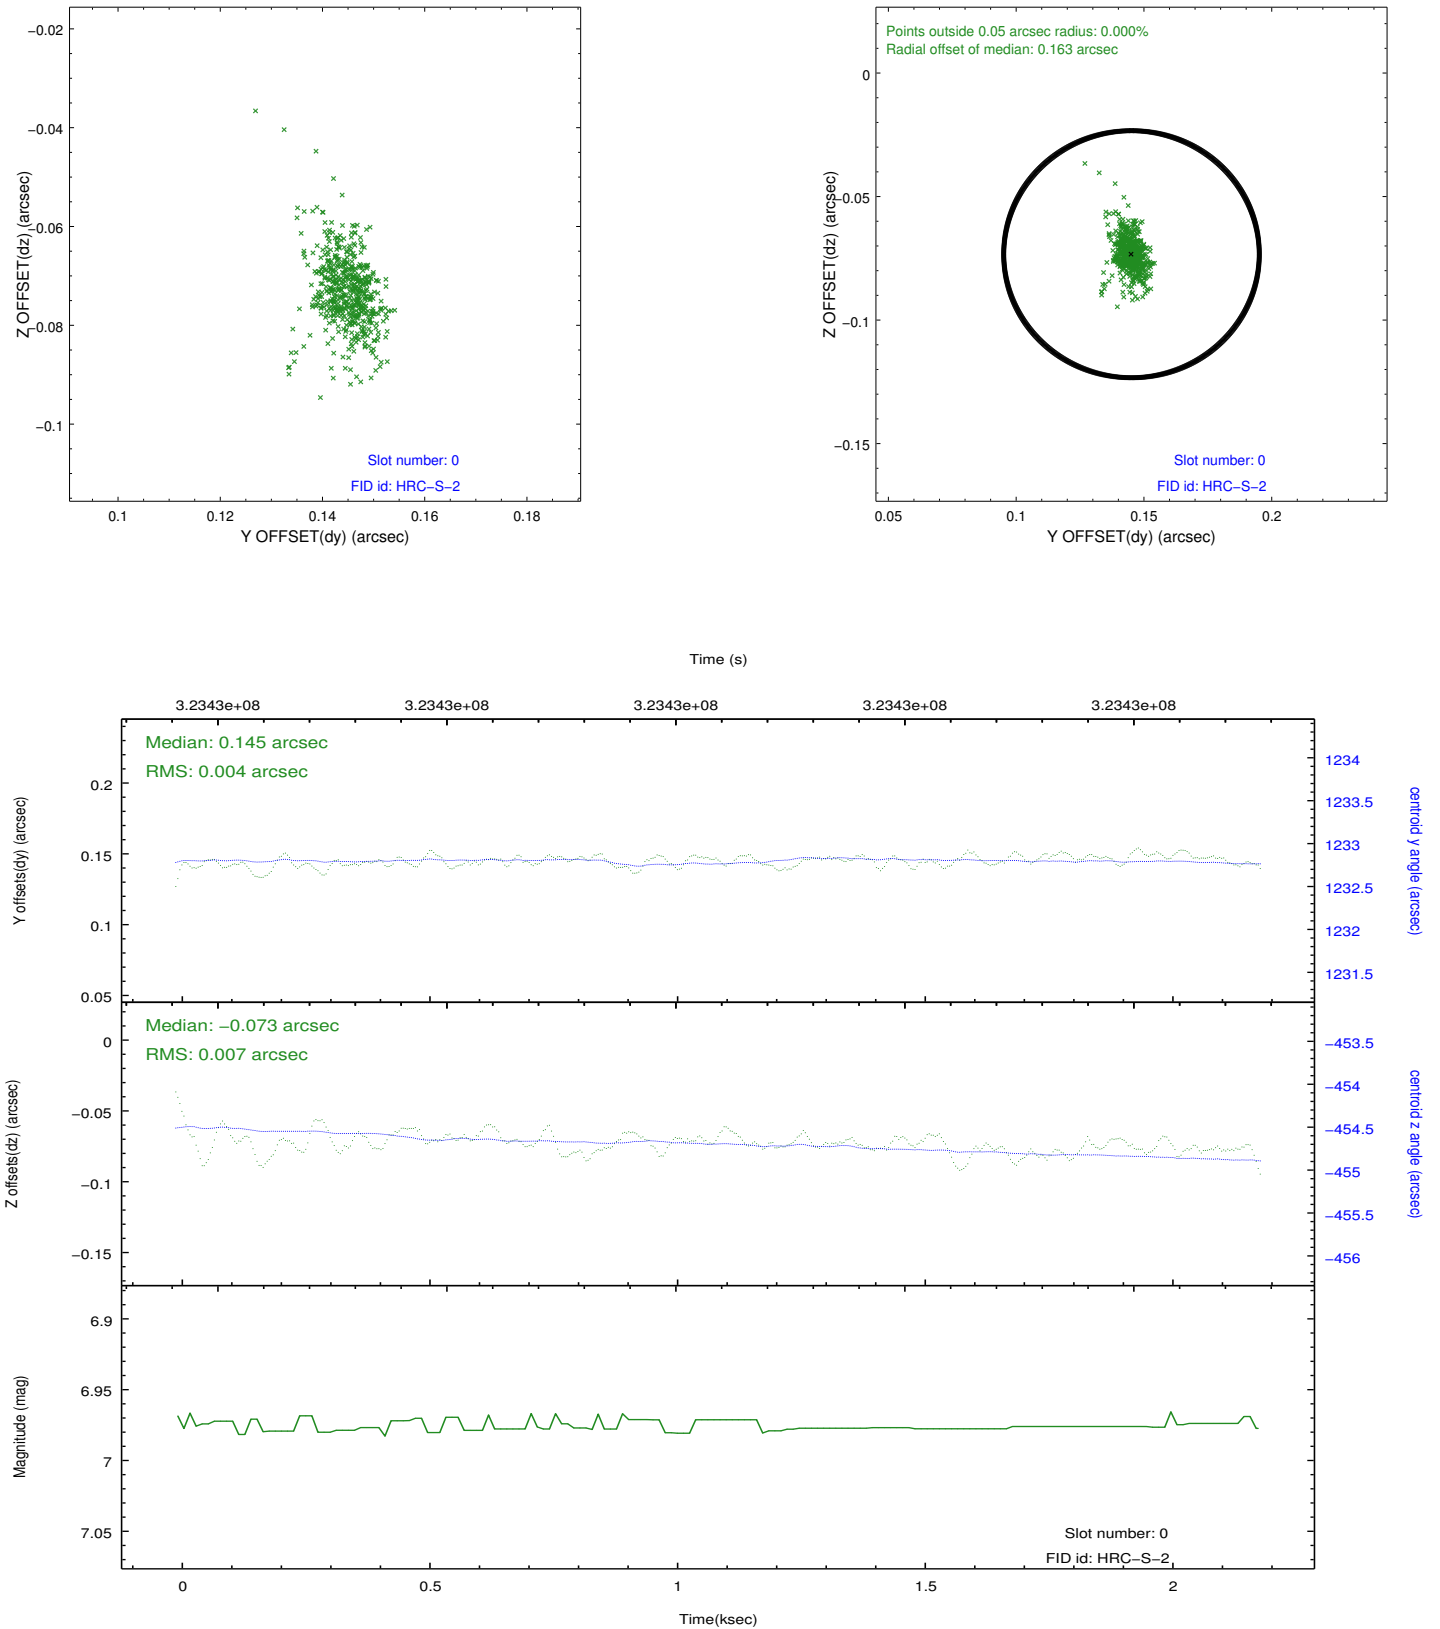 −0.02
−0.04
−0.06
−0.08
−0.1
Z OFFSET(dz) (arcsec)
Slot number: 0
FID id: HRC−S−2
0.1
0.12
0.14
0.16
0.18
Y OFFSET(dy) (arcsec)
Points outside 0.05 arcsec radius: 0.000%
Radial offset of median: 0.163 arcsec
0
−0.05
−0.1
−0.15
Z OFFSET(dz) (arcsec)
Slot number: 0
FID id: HRC−S−2
0.05
0.1
0.15
0.2
Y OFFSET(dy) (arcsec)
Time (s)
3.2343e+08
3.2343e+08
3.2343e+08
3.2343e+08
3.2343e+08
Median: 0.145 arcsec
RMS: 0.004 arcsec
0.2
0.15
0.1
0.05
Y offsets(dy) (arcsec)
1234
1233.5
1233
1232.5
1232
1231.5
centroid y angle (arcsec)
Median: −0.073 arcsec
RMS: 0.007 arcsec
0
−0.05
−0.1
−0.15
Z offsets(dz) (arcsec)
−453.5
−454
−454.5
−455
−455.5
−456
centroid z angle (arcsec)
6.9
6.95
7
7.05
Magnitude (mag)
Slot number: 0
FID id: HRC−S−2
0
0.5
1
1.5
2
Time(ksec)